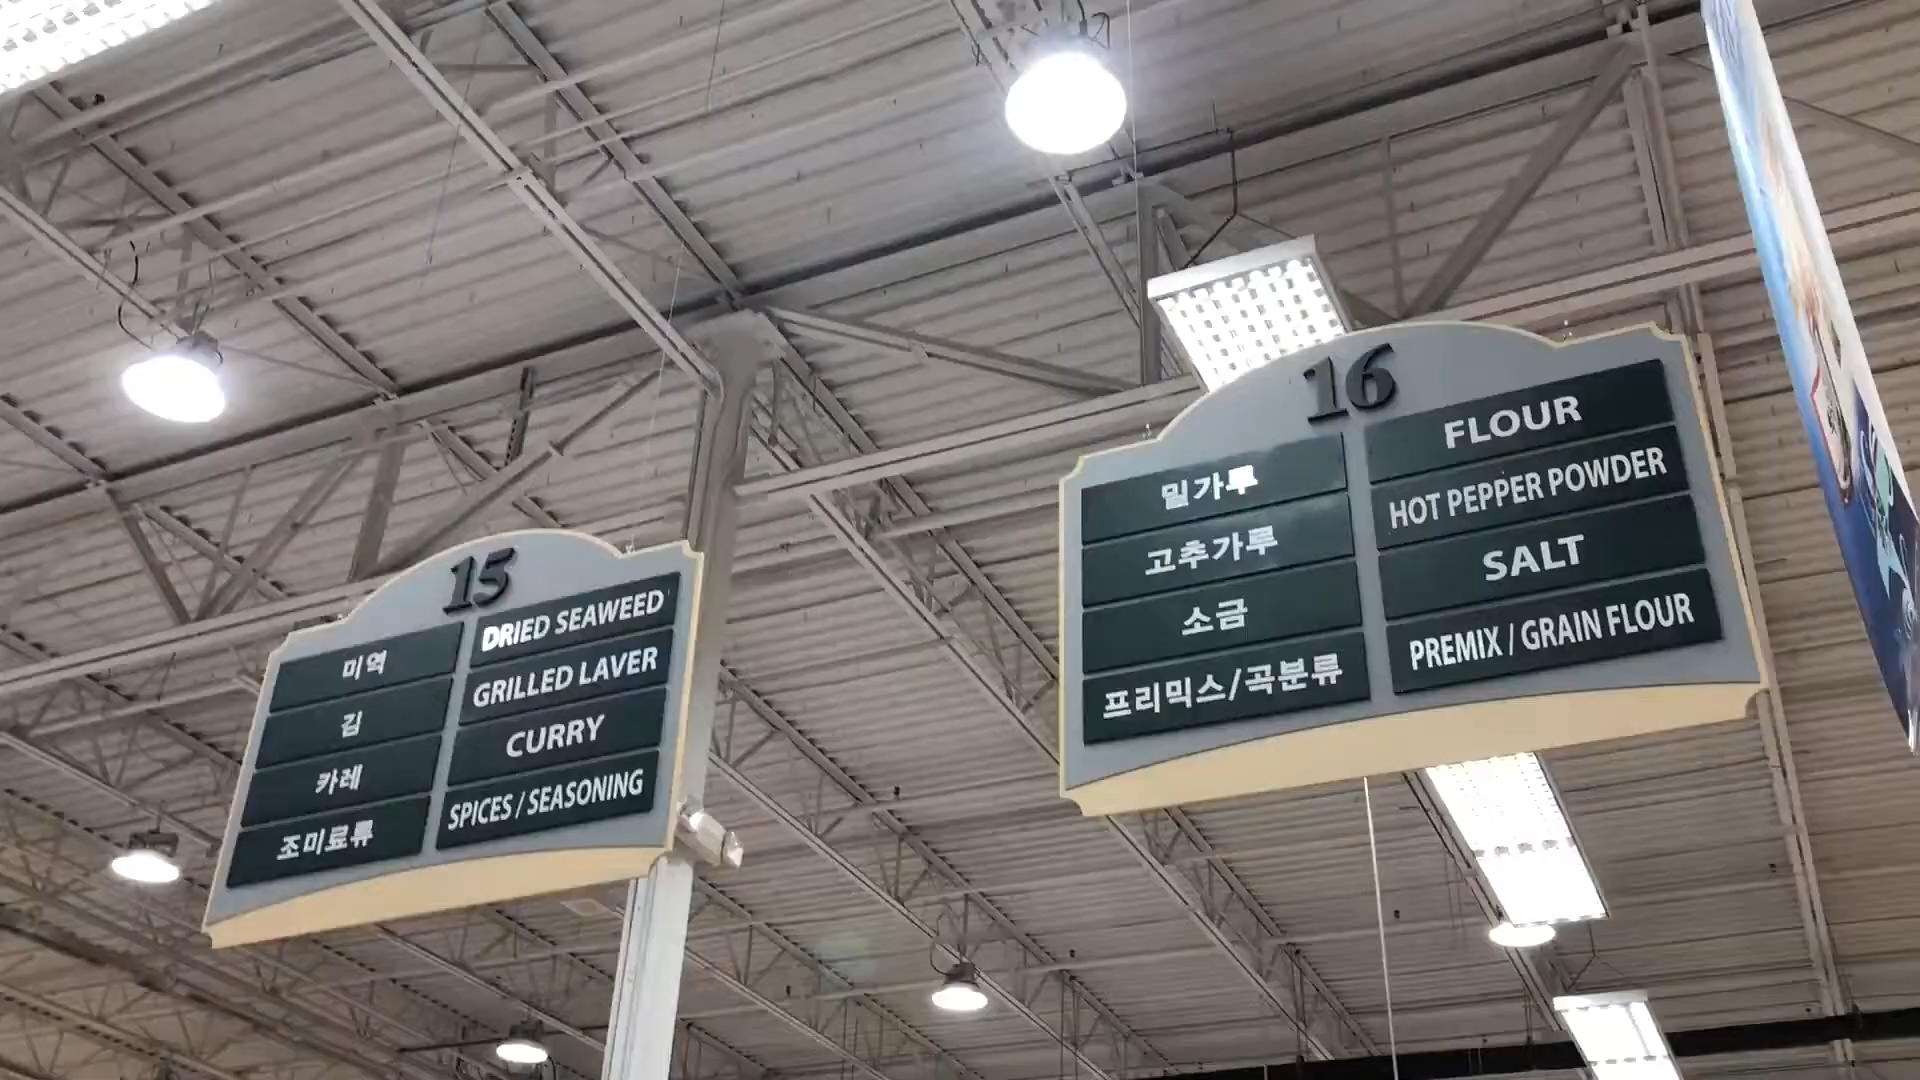 15
미역
DRIED SEAWEED
김
GRILLED LAVER
카레
CURRY
조미료류
SPICES / SEASONING
16
밀가루
FLOUR
고추가루
HOT PEPPER POWDER
소금
SALT
프리믹스/곡분류
PREMIX / GRAIN FLOUR